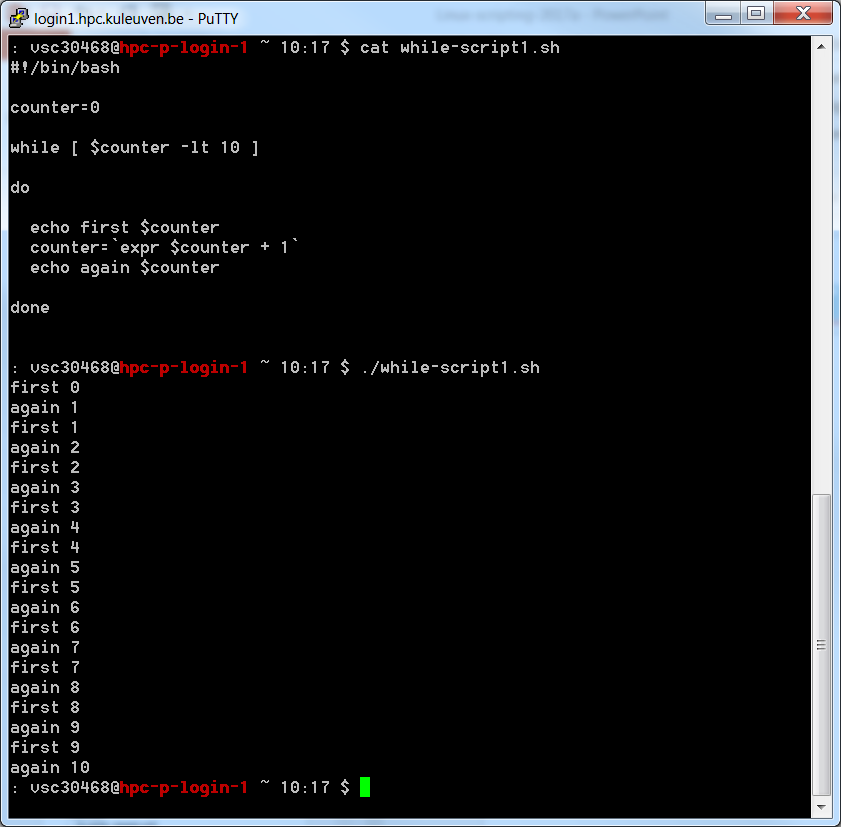 login1.hpc.kuleuven.be - PuTTY
: vsc30468@hpc-p-login-1 ~ 10:17 $ cat while-script1.sh
#!/bin/bash
counter=0
while [ $counter -lt 10 ]
do
echo first $counter
counter=`expr $counter + 1`
echo again $counter
done
: vsc30468@hpc-p-login-1 ~ 10:17 $ ./while-script1.sh
first 0
again 1
first 1
again 2
first 2
again 3
first 3
again 4
first 4
again 5
first 5
again 6
first 6
again 7
first 7
again 8
first 8
again 9
first 9
again 10
: vsc30468@hpc-p-login-1 ~ 10:17 $